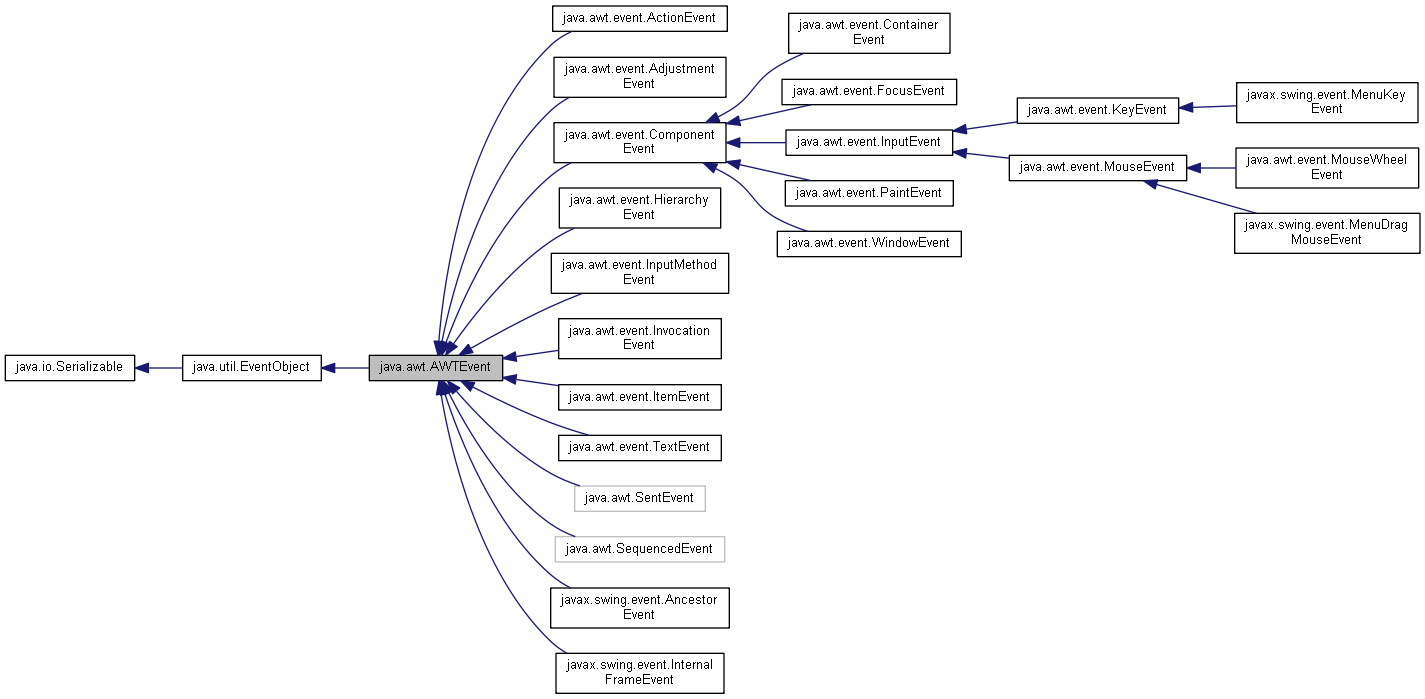 java.io.Serializable
java.util.EventObject
java.awt.AWTEvent
java.awt.event.ActionEvent
java.awt.event.Adjustment
Event
java.awt.event.Component
Event
java.awt.event.Hierarchy
Event
java.awt.event.InputMethod
Event
java.awt.event.Invocation
Event
java.awt.event.ItemEvent
java.awt.event.TextEvent
java.awt.SentEvent
java.awt.SequencedEvent
javax.swing.event.Ancestor
Event
javax.swing.event.Internal
FrameEvent
java.awt.event.Container
Event
java.awt.event.FocusEvent
java.awt.event.InputEvent
java.awt.event.PaintEvent
java.awt.event.WindowEvent
java.awt.event.KeyEvent
java.awt.event.MouseEvent
javax.swing.event.MenuKey
Event
java.awt.event.MouseWheel
Event
javax.swing.event.MenuDrag
MouseEvent